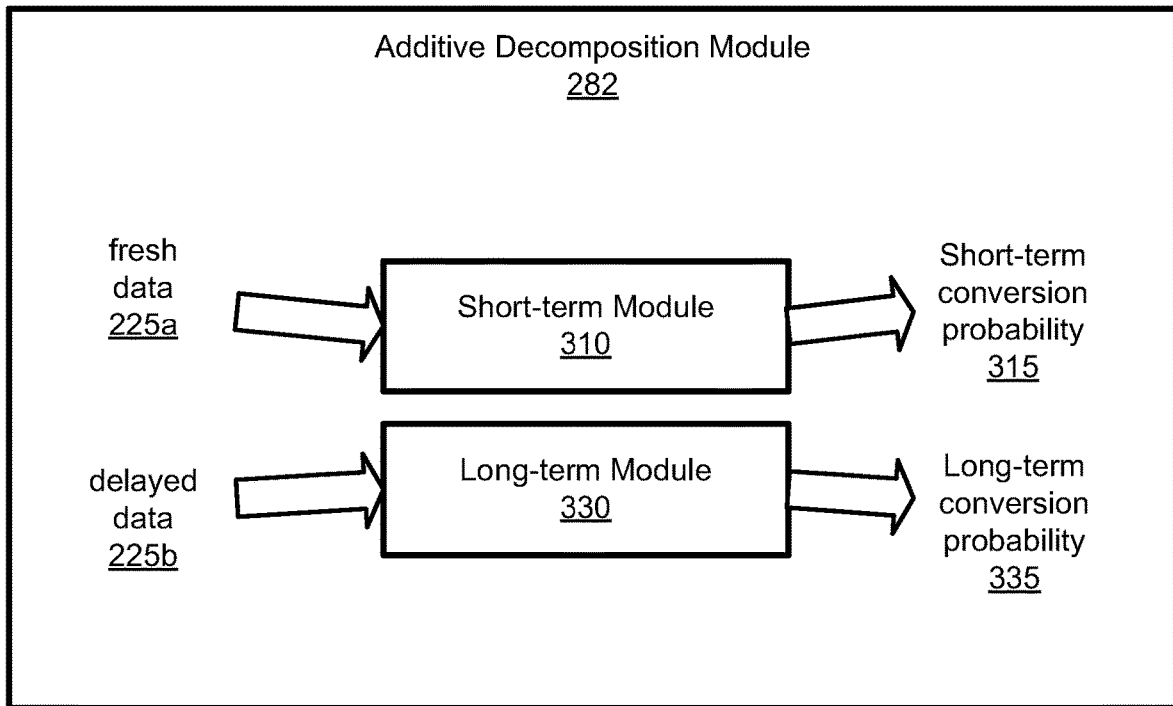 Additive Decomposition Module
282
fresh
data
225a
Short-term Module
310
Short-term
conversion
probability
315
delayed
data
225b
Long-term Module
330
Long-term
conversion
probability
335